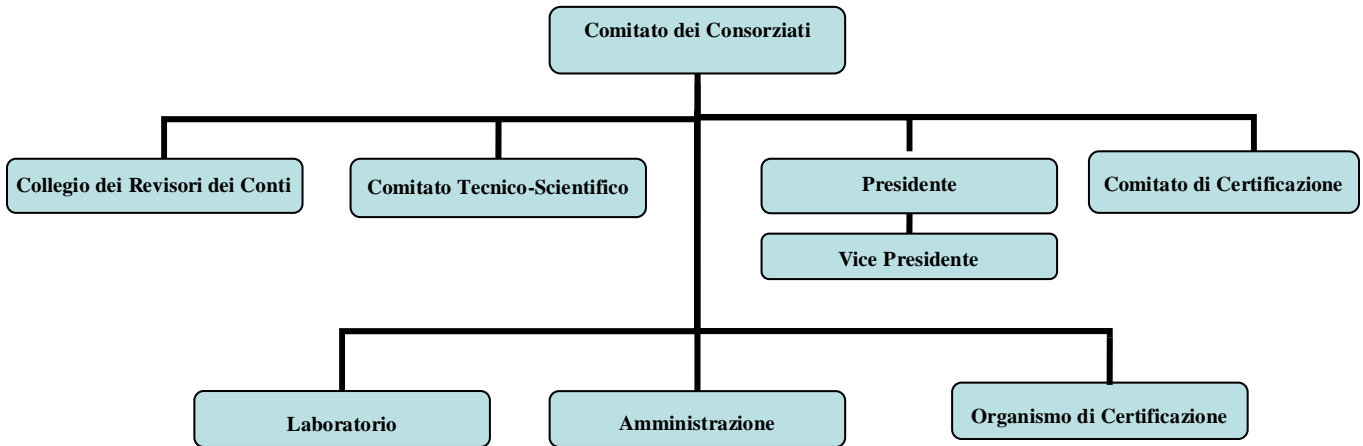 Comitato dei Consorziati
Collegio dei Revisori dei Conti
Comitato Tecnico-Scientifico
Presidente
Comitato di Certificazione
Vice Presidente
Laboratorio
Amministrazione
Organismo di Certificazione